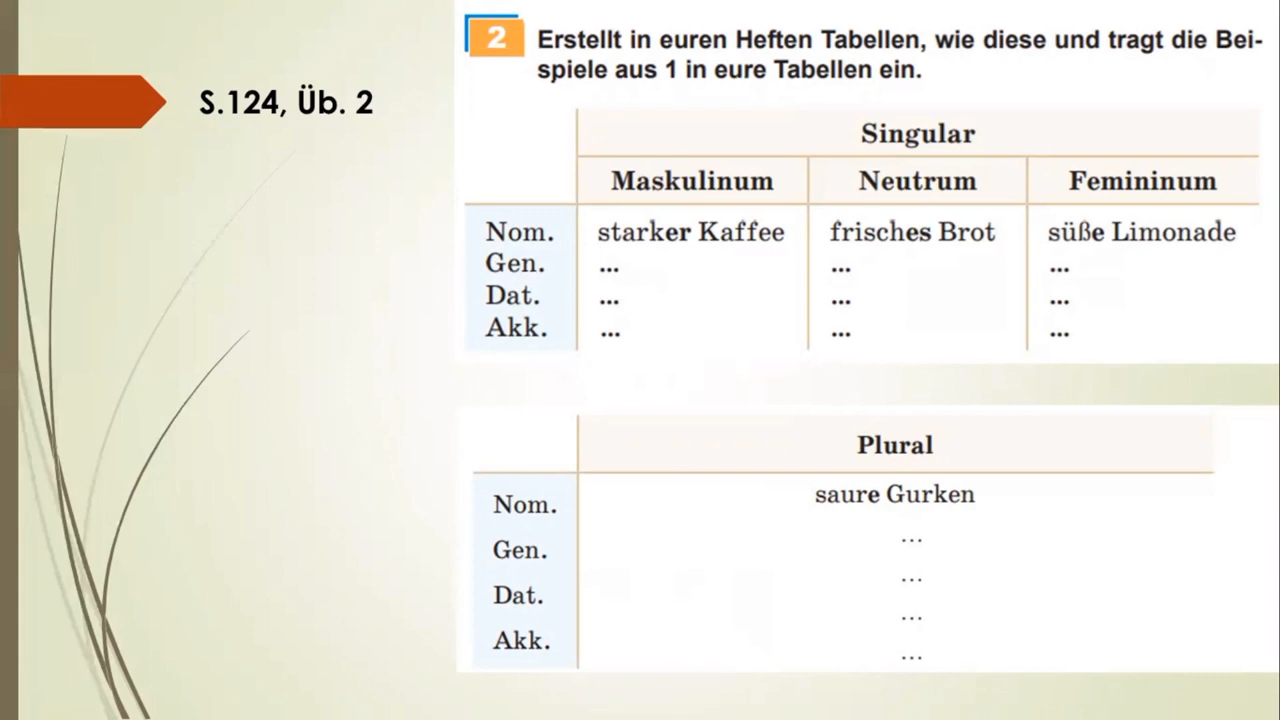 S.124, Üb. 2
2
Erstellt in euren Heften Tabellen, wie diese und tragt die Bei-
spiele aus 1 in eure Tabellen ein.
Singular
Maskulinum Neutrum Femininum
Nom. starker Kaffee frisches Brot süße Limonade
Gen. ... ... ...
Dat. ... ... ...
Akk. ... ... ...
Plural
Nom. saure Gurken
Gen. ...
Dat. ...
...
Akk. ...